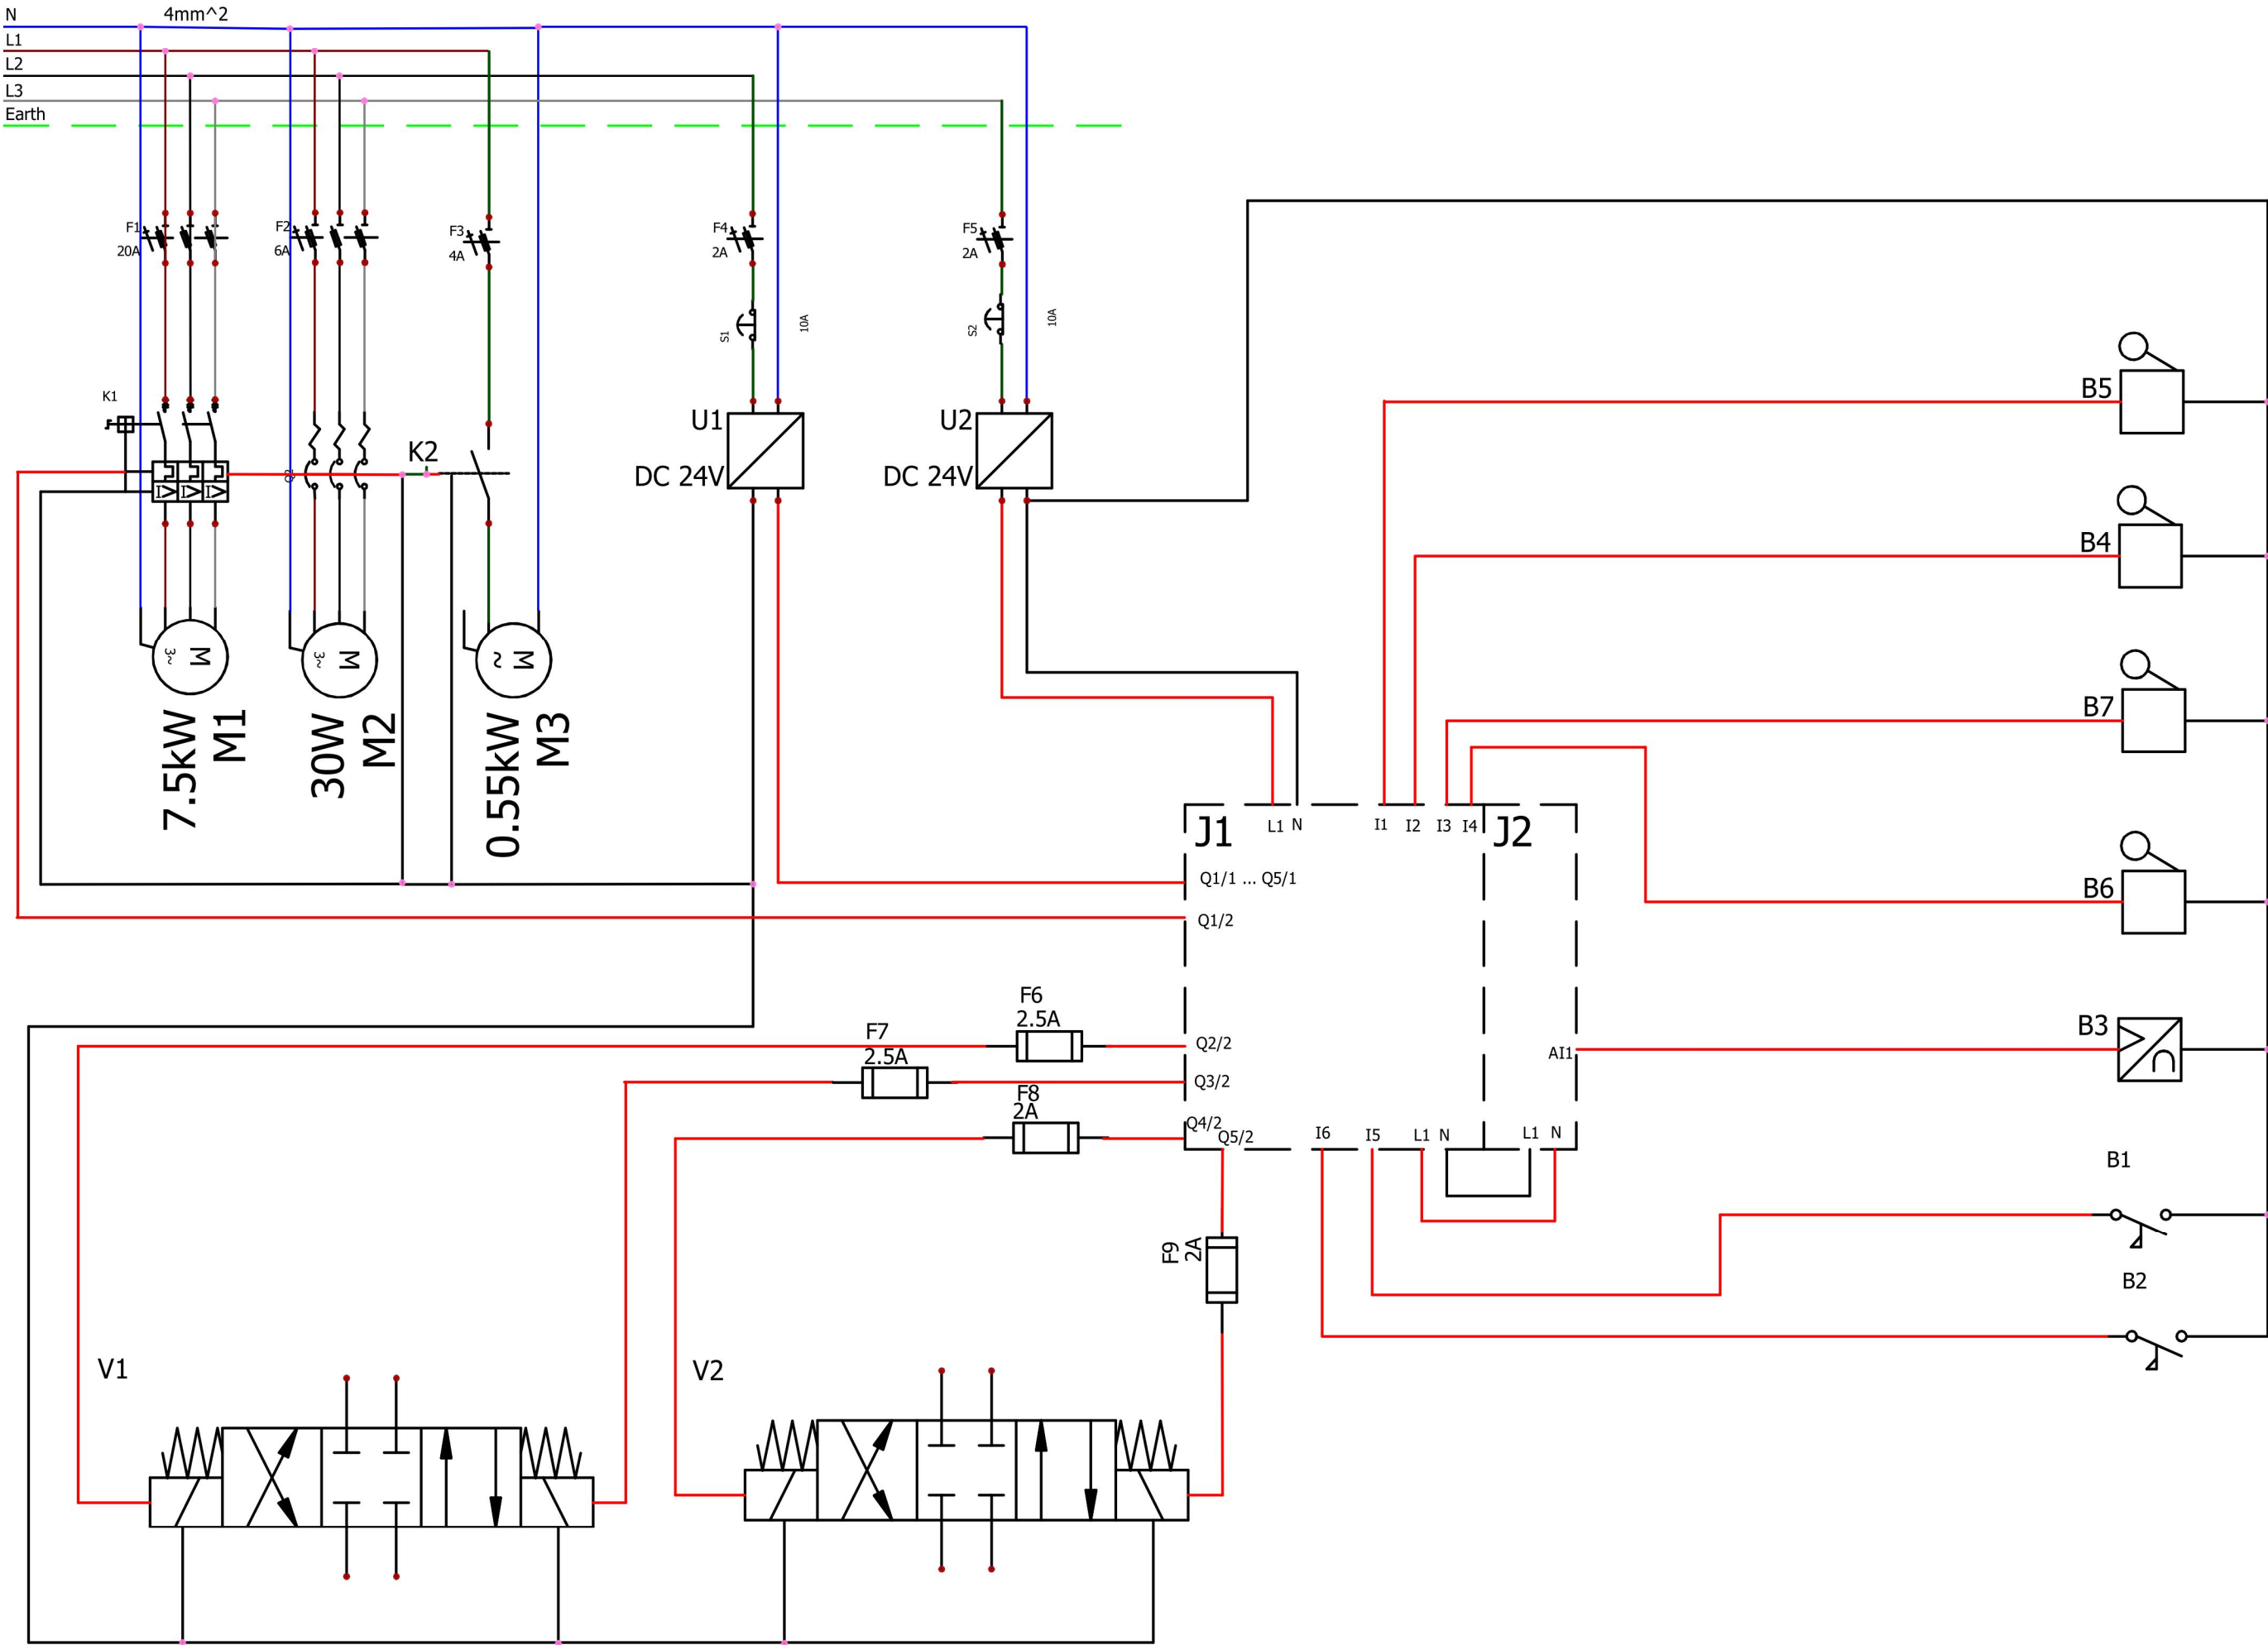 N
4mm^2
L1
L2
L3
Earth
F1
20A
F2
6A
F3
4A
F4
2A
F5
2A
S1
10A
S2
10A
K1
I> I> I>
Q2
K2
U1
DC 24V
U2
DC 24V
B5
B4
B7
B6
B3
B1
B2
M
3~
7.5kW
M1
M
3~
30W
M2
M
~
0.55kW
M3
J1
L1 N
I1 I2 I3 I4
J2
Q1/1 ... Q5/1
Q1/2
F6
2.5A
Q2/2
F7
2.5A
Q3/2
F8
2A
Q4/2
Q5/2
AI1
I6 I5 L1 N L1 N
F9
2A
V1
V2